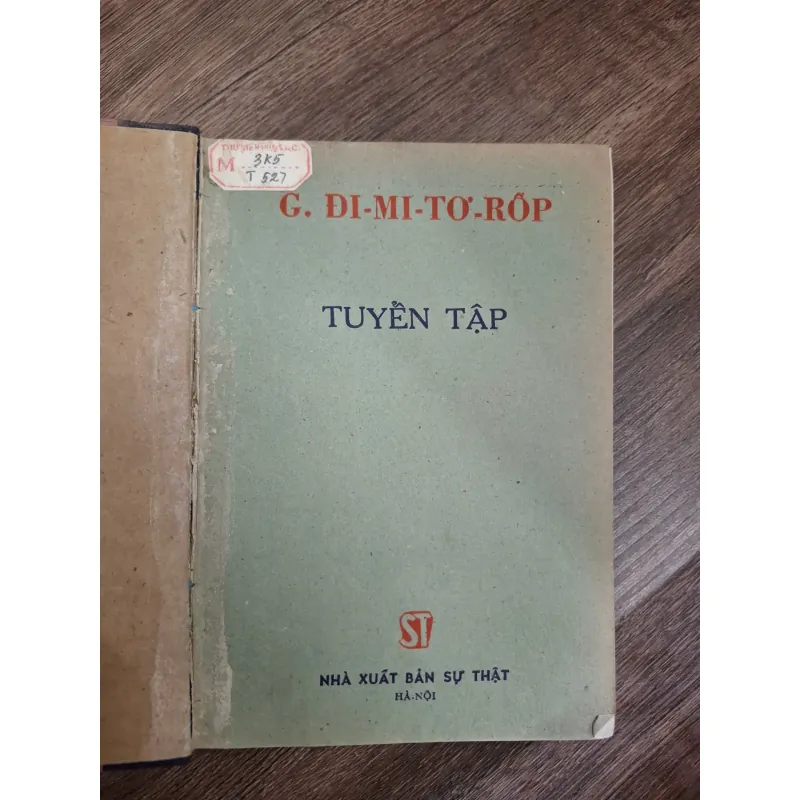 M 3K5
T 527
G. ĐI-MI-TƠ-RỐP
TUYỂN TẬP
ST
NHÀ XUẤT BẢN SỰ THẬT
HÀ-NỘI